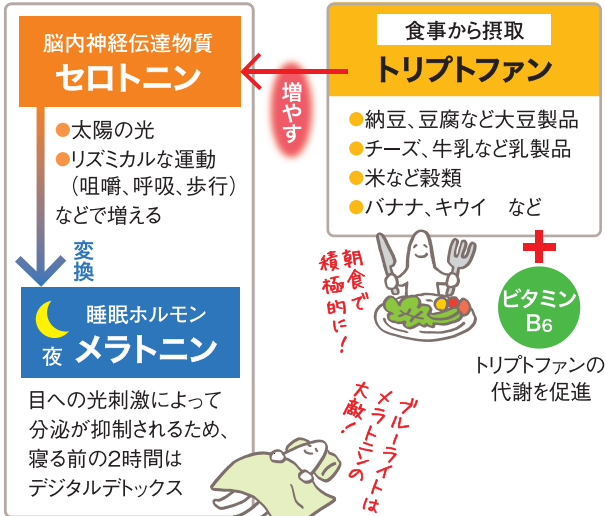 脳内神経伝達物質
セロトニン
●太陽の光
●リズミカルな運動
（咀嚼、呼吸、歩行）
などで増える
変換
睡眠ホルモン
夜 メラトニン
目への光刺激によって
分泌が抑制されるため、
寝る前の2時間は
デジタルデトックス
増やす
食事から摂取
トリプトファン
●納豆、豆腐など大豆製品
●チーズ、牛乳など乳製品
●米など穀類
●バナナ、キウイ など
朝食で
積極的に！
ビタミン
B6
トリプトファンの
代謝を促進
ブルーライトは
メラトニンの
大敵！